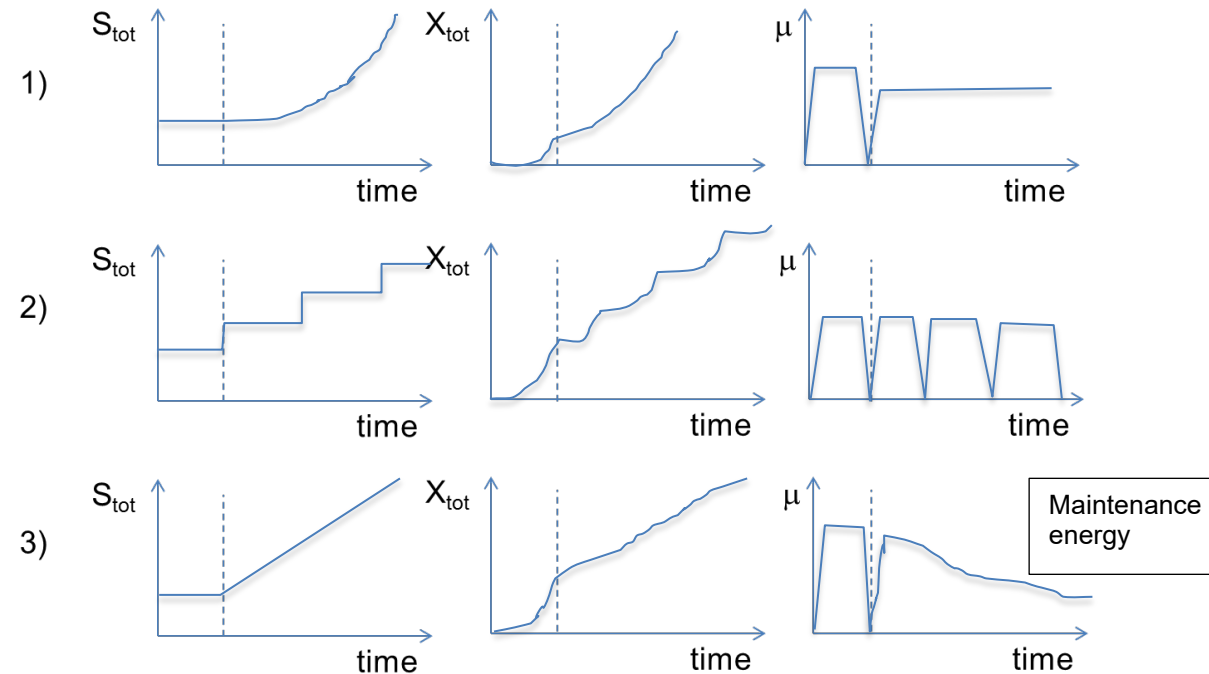 1)
Stot
time
Xtot
time
μ
time
2)
Stot
time
Xtot
time
μ
time
3)
Stot
time
Xtot
time
μ
time
Maintenance
energy